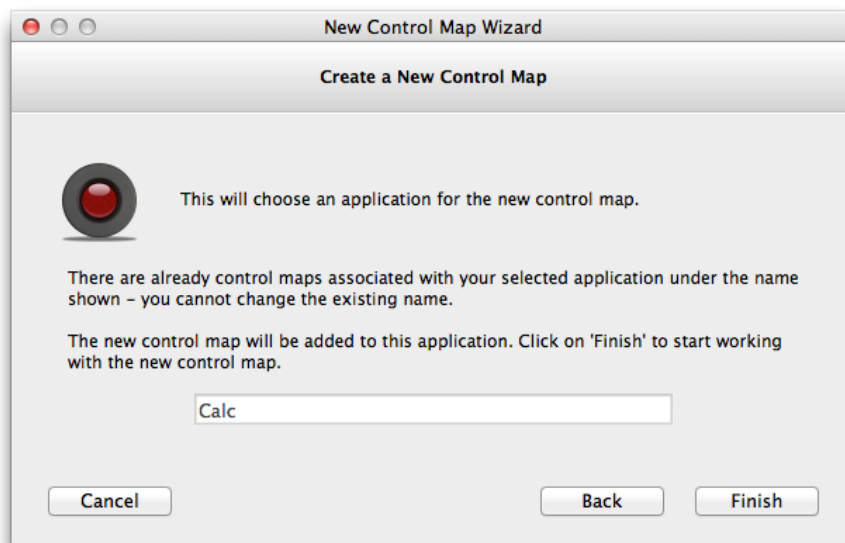 New Control Map Wizard
Create a New Control Map
This will choose an application for the new control map.
There are already control maps associated with your selected application under the name
shown – you cannot change the existing name.
The new control map will be added to this application. Click on 'Finish' to start working
with the new control map.
Calc
Cancel
Back
Finish